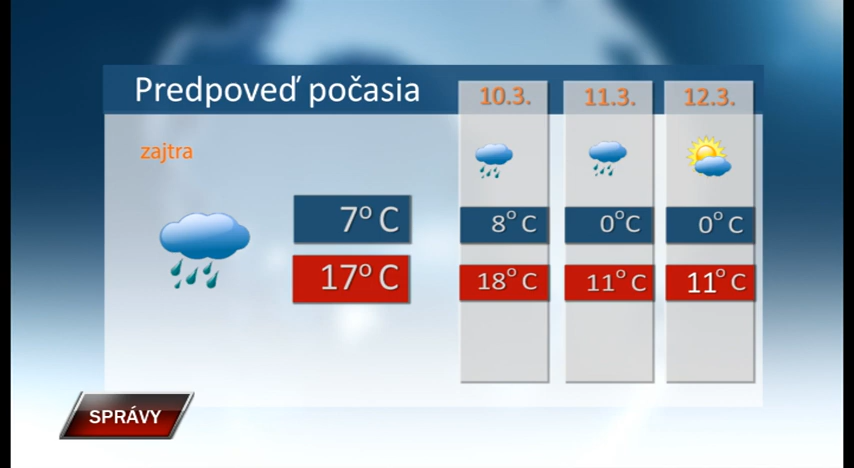 Predpoveď počasia
zajtra
7° C
17° C
10.3.
8° C
18° C
11.3.
0°C
11° C
12.3.
0° C
11° C
SPRÁVY